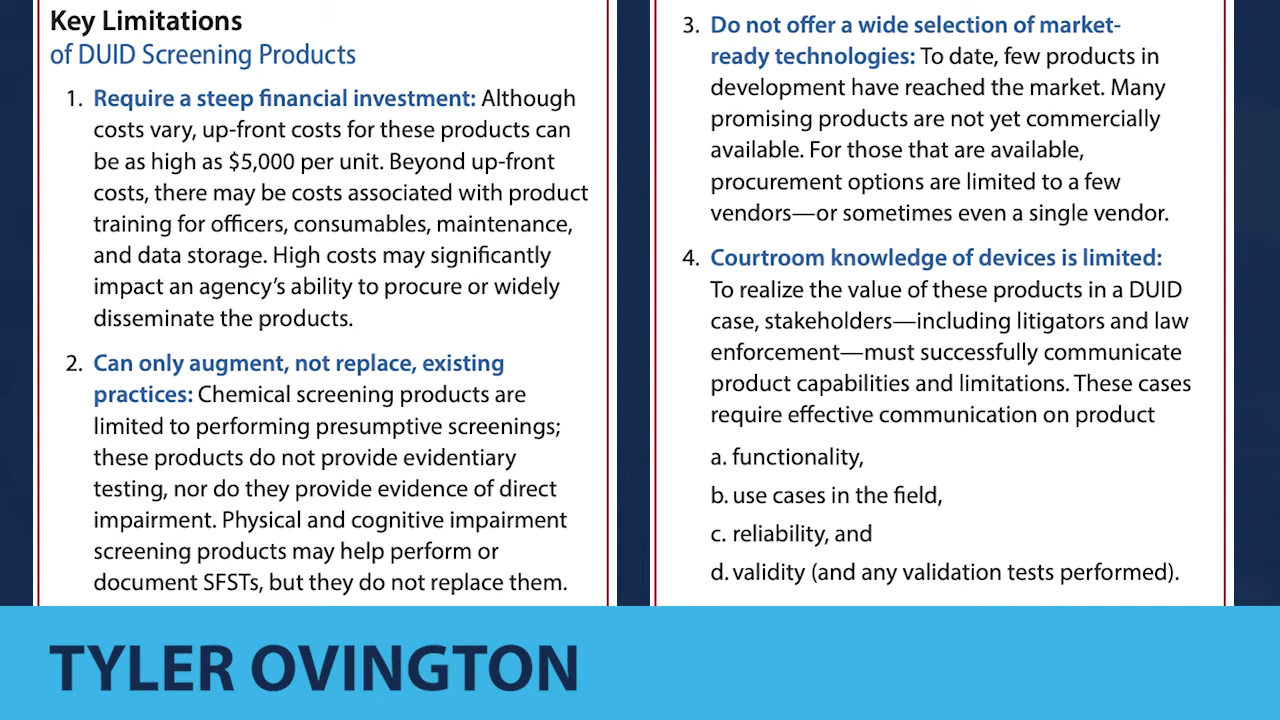 Key Limitations
of DUID Screening Products
1. Require a steep financial investment: Although
costs vary, up-front costs for these products can
be as high as $5,000 per unit. Beyond up-front
costs, there may be costs associated with product
training for officers, consumables, maintenance,
and data storage. High costs may significantly
impact an agency’s ability to procure or widely
disseminate the products.
2. Can only augment, not replace, existing
practices: Chemical screening products are
limited to performing presumptive screenings;
these products do not provide evidentiary
testing, nor do they provide evidence of direct
impairment. Physical and cognitive impairment
screening products may help perform or
document SFSTs, but they do not replace them.
3. Do not offer a wide selection of market-
ready technologies: To date, few products in
development have reached the market. Many
promising products are not yet commercially
available. For those that are available,
procurement options are limited to a few
vendors—or sometimes even a single vendor.
4. Courtroom knowledge of devices is limited:
To realize the value of these products in a DUID
case, stakeholders—including litigators and law
enforcement—must successfully communicate
product capabilities and limitations. These cases
require effective communication on product
a. functionality,
b. use cases in the field,
c. reliability, and
d. validity (and any validation tests performed).
TYLER OVINGTON